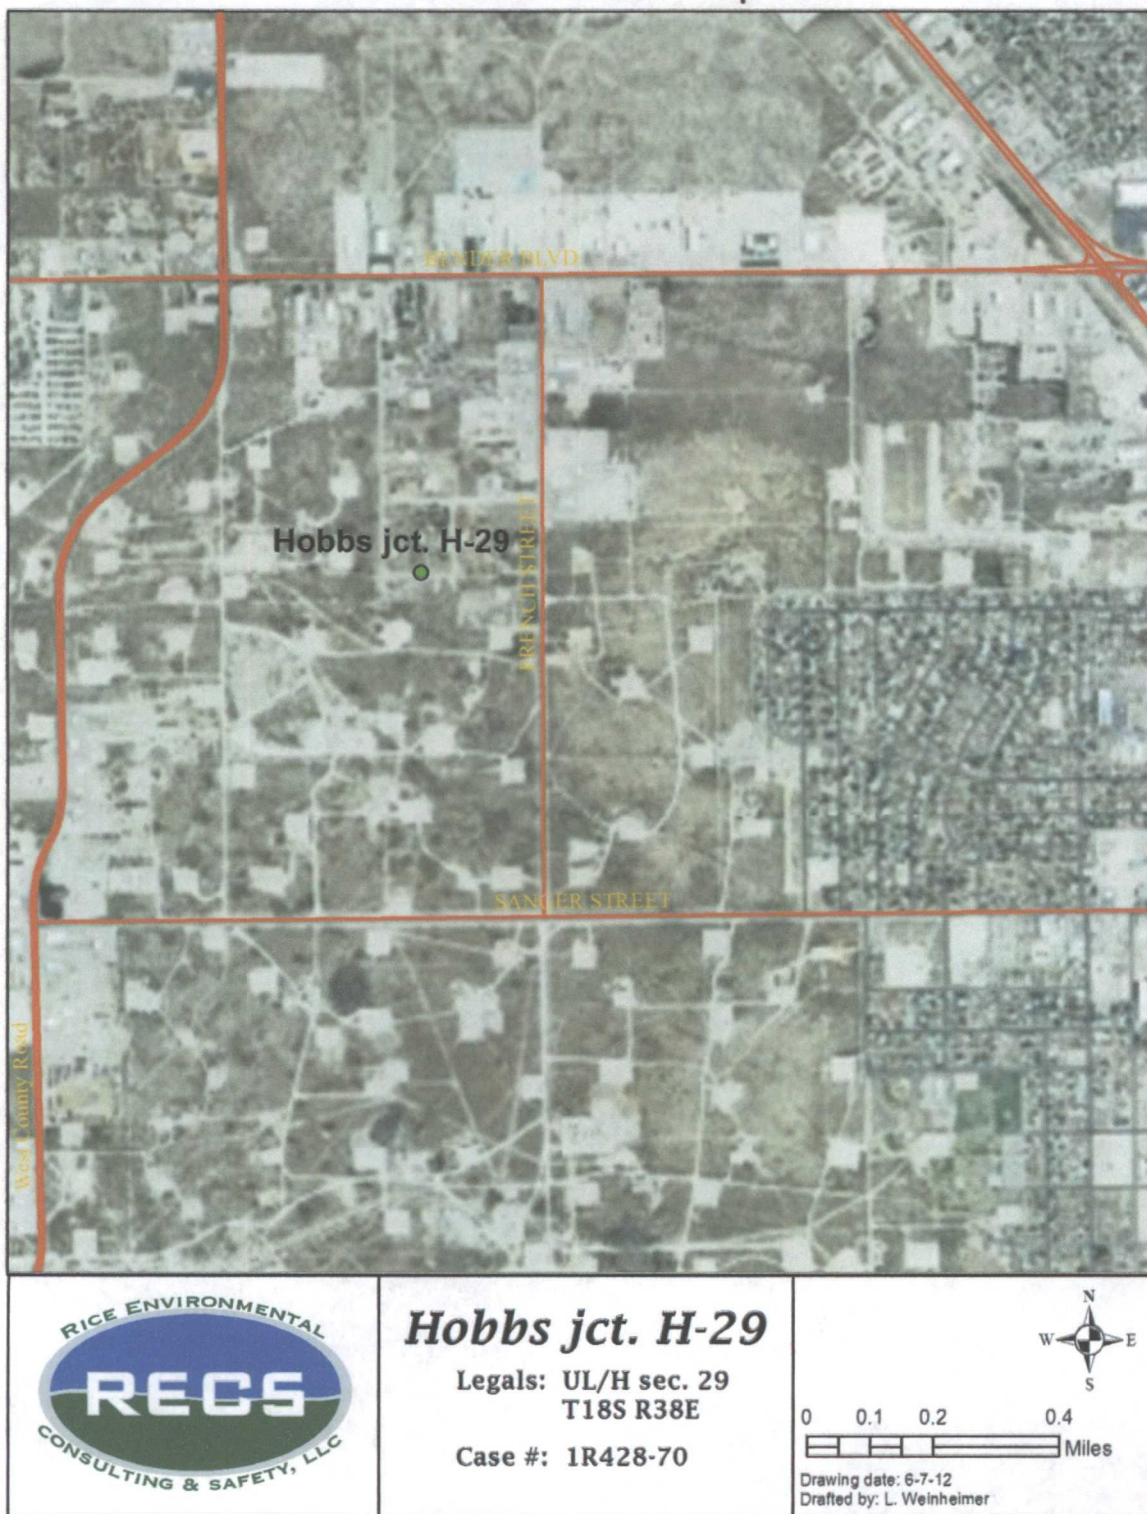 BENDER BLVD
Hobbs jct. H-29
FRENCH STREET
SANGER STREET
West County Road
RICE ENVIRONMENTAL
RECS
CONSULTING & SAFETY, LLC
Hobbs jct. H-29
Legals: UL/H sec. 29
T18S R38E
Case #: 1R428-70
N
W E
S
0 0.1 0.2 0.4
Miles
Drawing date: 6-7-12
Drafted by: L. Weinheimer